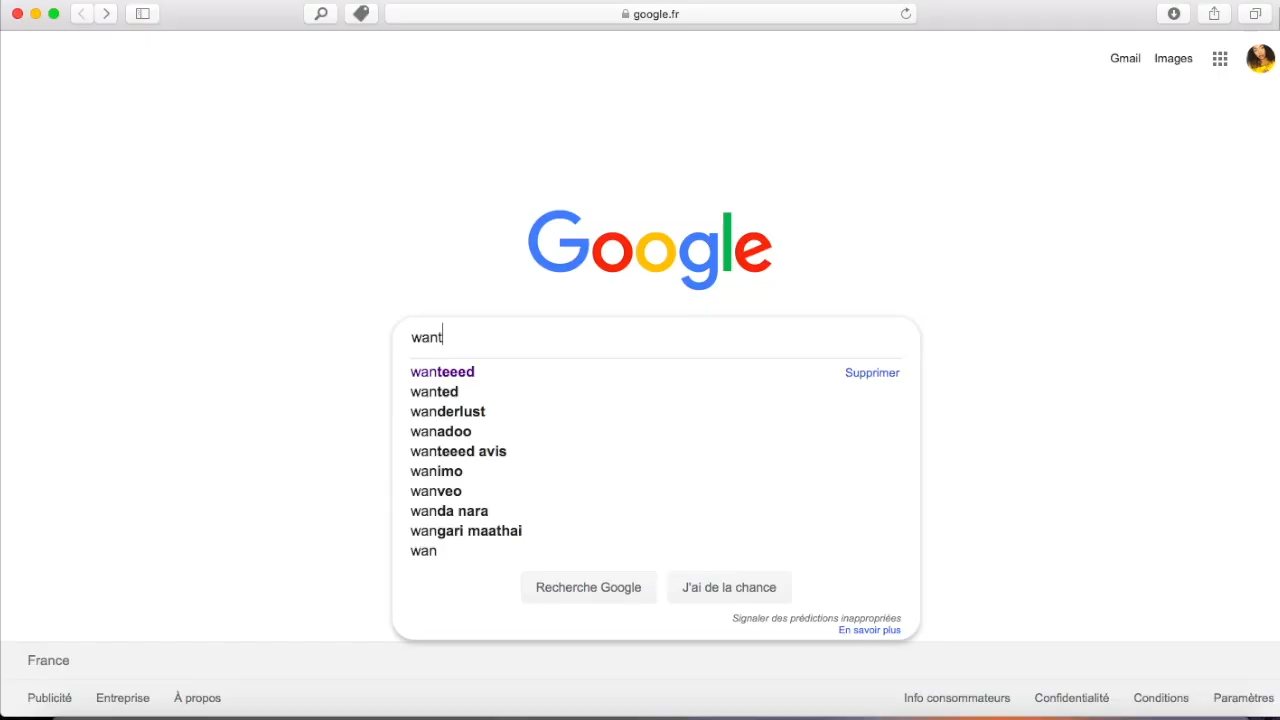 google.fr
Gmail Images
Google
want
wanteeed Supprimer
wanted
wanderlust
wanadoo
wanteeed avis
wanimo
wanveo
wanda nara
wangari maathai
wan
Recherche Google J'ai de la chance
Signaler des prédictions inappropriées
En savoir plus
France
Publicité Entreprise À propos Info consommateurs Confidentialité Conditions Paramètres